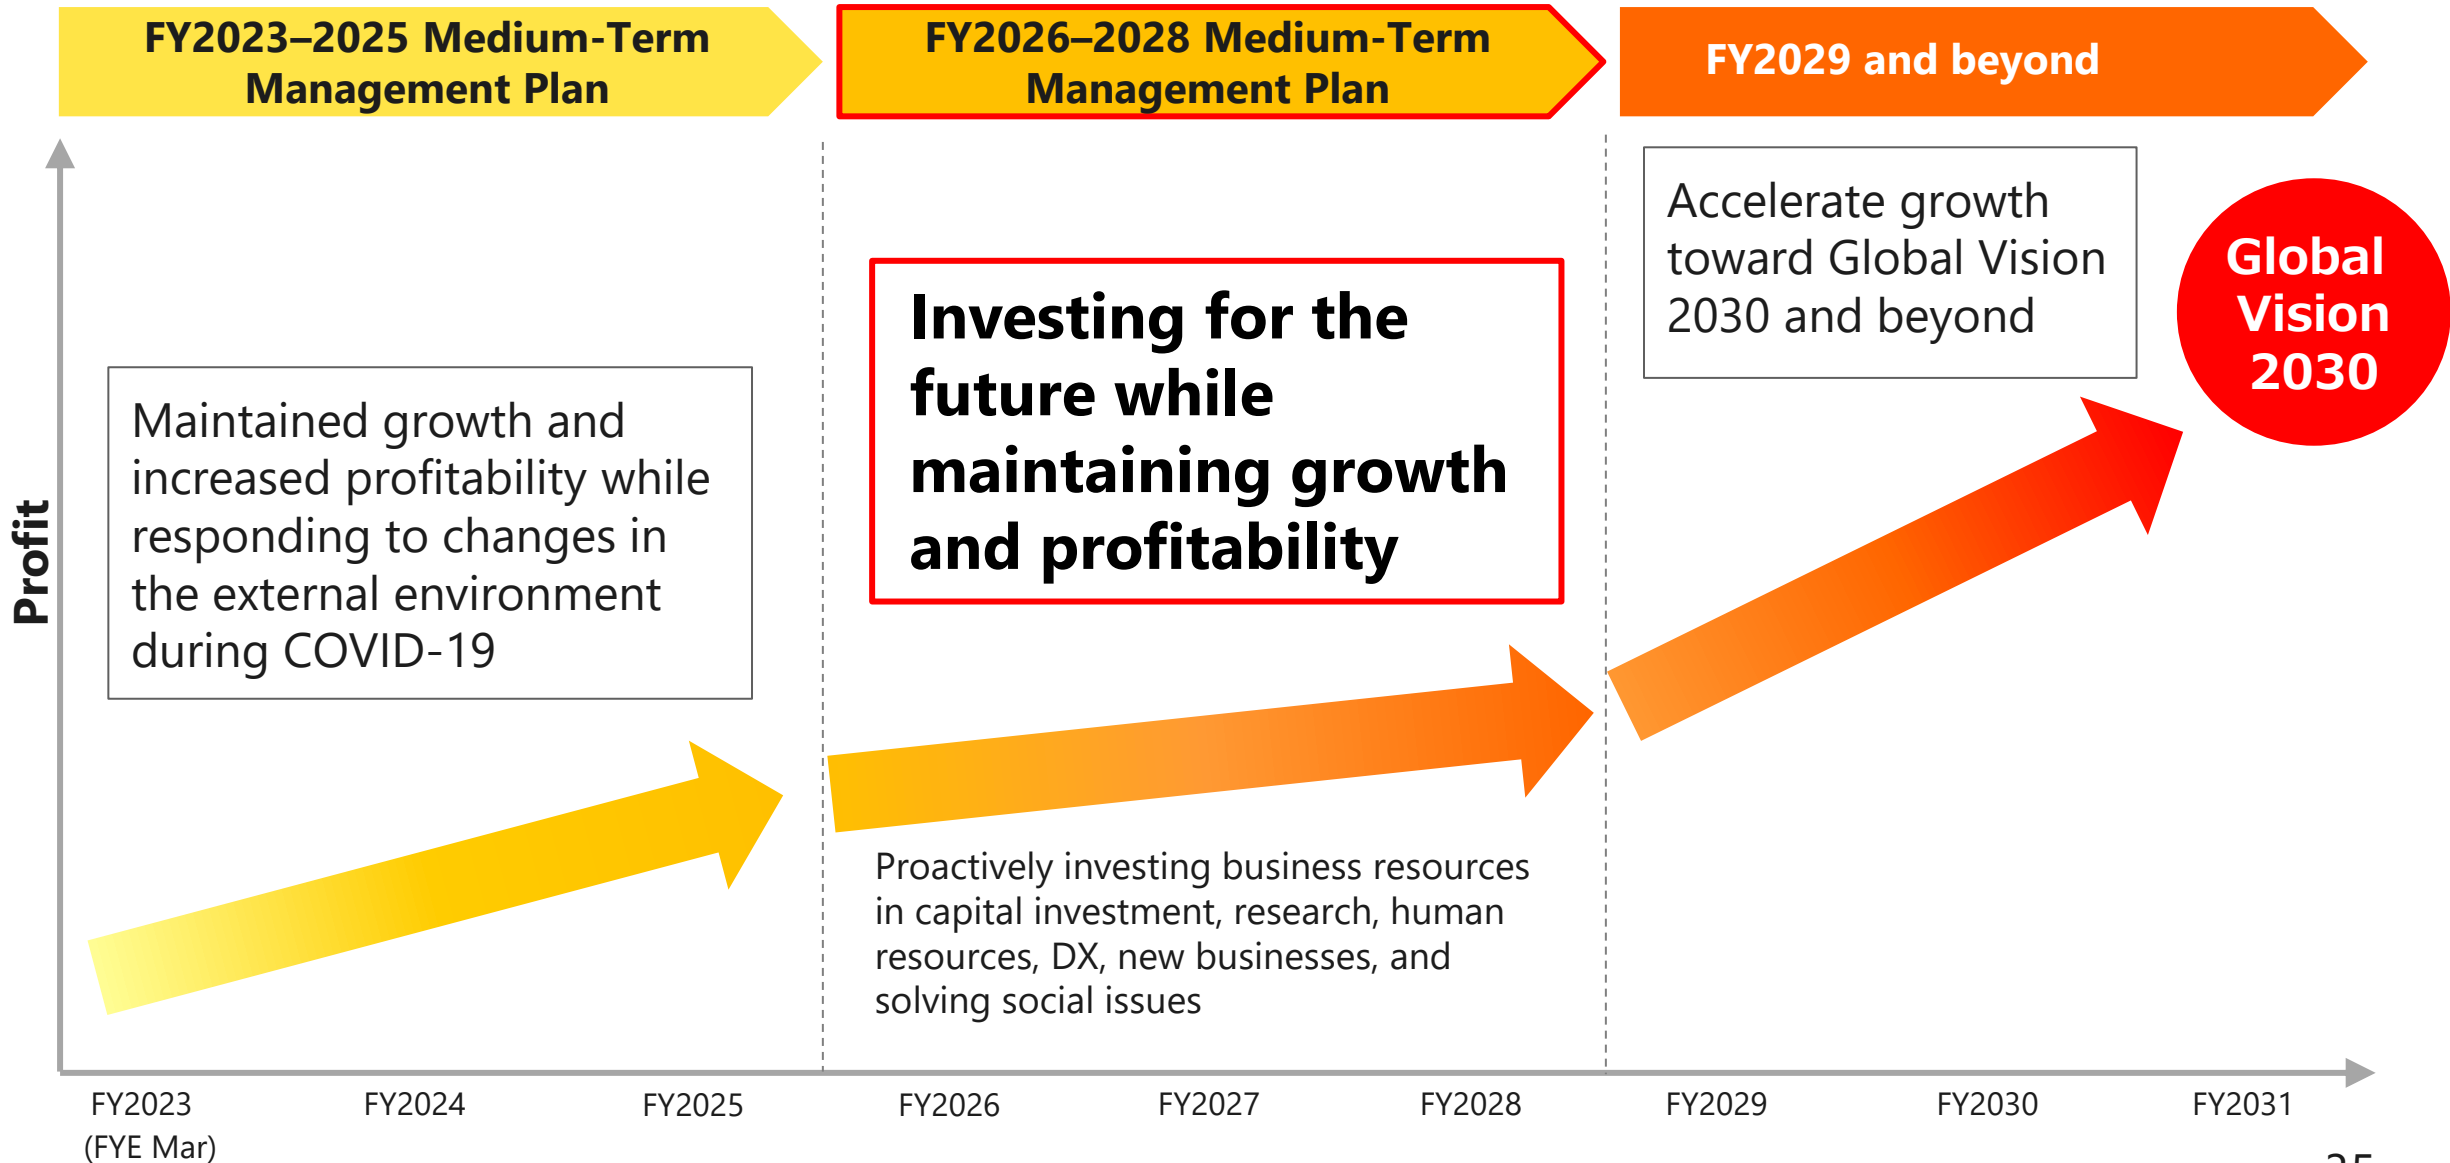 FY2023–2025 Medium-Term
Management Plan
FY2026–2028 Medium-Term
Management Plan
FY2029 and beyond
Profit
Maintained growth and
increased profitability while
responding to changes in
the external environment
during COVID-19
Investing for the
future while
maintaining growth
and profitability
Proactively investing business resources
in capital investment, research, human
resources, DX, new businesses, and
solving social issues
Accelerate growth
toward Global Vision
2030 and beyond
Global
Vision
2030
FY2023
(FYE Mar)
FY2024
FY2025
FY2026
FY2027
FY2028
FY2029
FY2030
FY2031